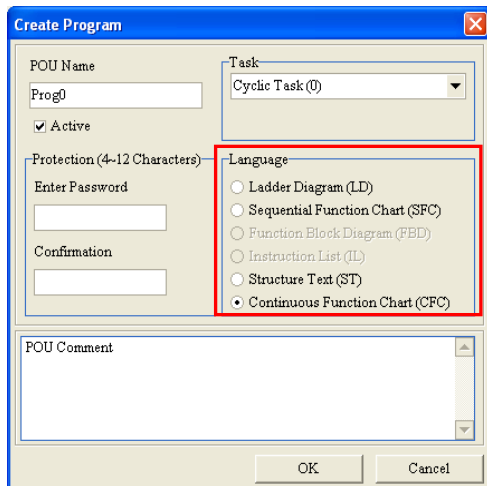 Create Program
POU Name
Prog0
Active
Task
Cyclic Task (0)
Protection (4~12 Characters)
Enter Password
Confirmation
Language
Ladder Diagram (LD)
Sequential Function Chart (SFC)
Function Block Diagram (FBD)
Instruction List (IL)
Structure Text (ST)
Continuous Function Chart (CFC)
POU Comment
OK
Cancel